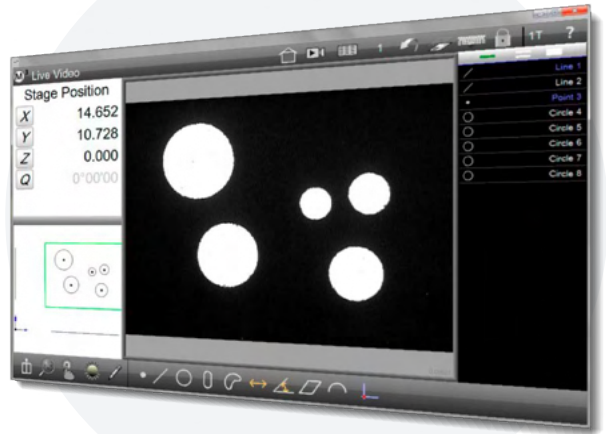 Live Video
Stage Position
X 14.652
Y 10.728
Z 0.000
Q 0°00'00
1
1T ?
Line 1
Line 2
Point 3
Circle 4
Circle 5
Circle 6
Circle 7
Circle 8